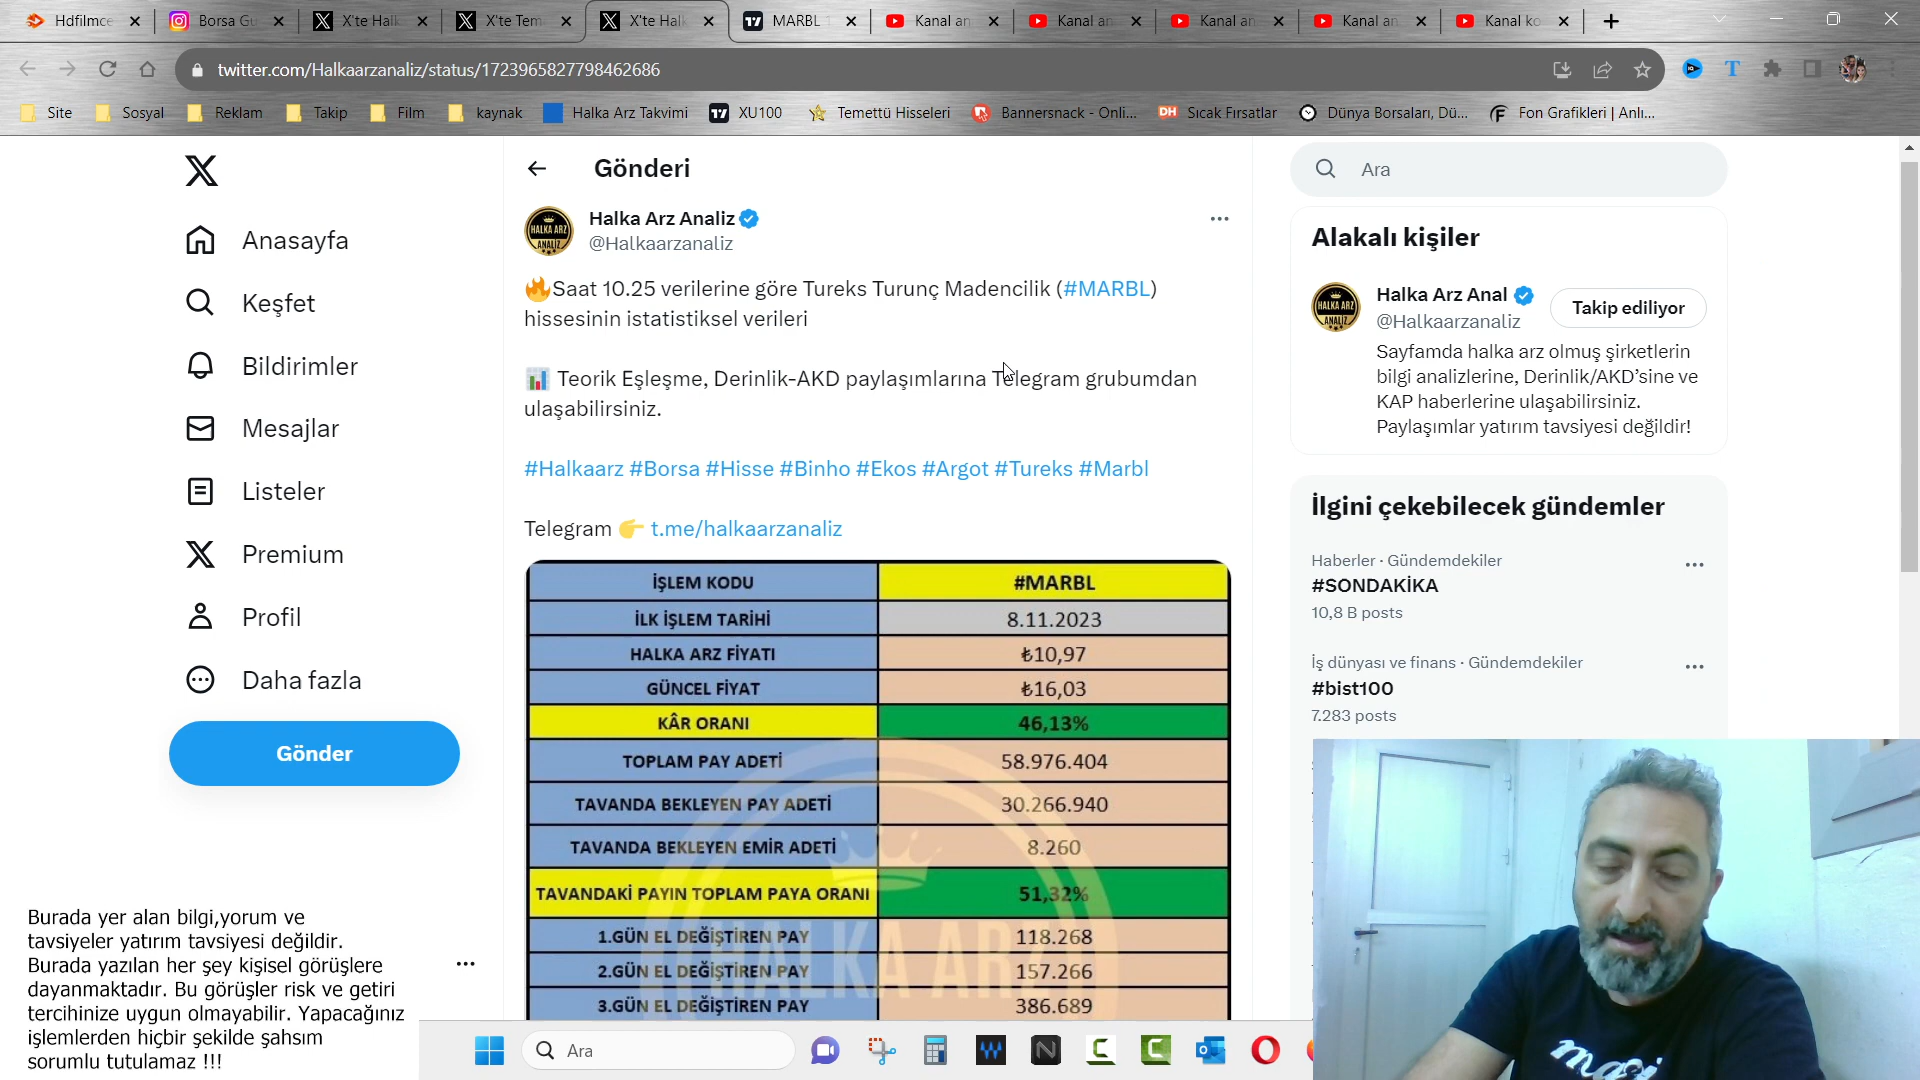 Hdfilmce
Borsa Gü
X'te Halk
X'te Tem
X'te Halk
MARBL
Kanal an
Kanal an
Kanal an
Kanal an
Kanal ko
twitter.com/Halkaarzanaliz/status/1723965827798462686
Site
Sosyal
Reklam
Takip
Film
kaynak
Halka Arz Takvimi
XU100
Temettü Hisseleri
Bannersnack - Onli...
DH
Sıcak Fırsatlar
Dünya Borsaları, Dü...
Fon Grafikleri | Anlı...
Anasayfa
Keşfet
Bildirimler
Mesajlar
Listeler
Premium
Profil
Daha fazla
Gönder
Gönderi
Halka Arz Analiz
@Halkaarzanaliz
🔥Saat 10.25 verilerine göre Tureks Turunç Madencilik (#MARBL)
hissesinin istatistiksel verileri
📊 Teorik Eşleşme, Derinlik-AKD paylaşımlarına Telegram grubumdan
ulaşabilirsiniz.
#Halkaarz #Borsa #Hisse #Binho #Ekos #Argot #Tureks #Marbl
Telegram 👉 t.me/halkaarzanaliz
İŞLEM KODU #MARBL
İLK İŞLEM TARİHİ 8.11.2023
HALKA ARZ FİYATI ₺10,97
GÜNCEL FİYAT ₺16,03
KÂR ORANI 46,13%
TOPLAM PAY ADETİ 58.976.404
TAVANDA BEKLEYEN PAY ADETİ 30.266.940
TAVANDA BEKLEYEN EMİR ADETİ 8.260
TAVANDAKİ PAYIN TOPLAM PAYA ORANI 51,32%
1.GÜN EL DEĞİŞTİREN PAY 118.268
2.GÜN EL DEĞİŞTİREN PAY 157.266
3.GÜN EL DEĞİŞTİREN PAY 386.689
HALKA ARZ
Ara
Alakalı kişiler
Halka Arz Anal
@Halkaarzanaliz
Takip ediliyor
Sayfamda halka arz olmuş şirketlerin
bilgi analizlerine, Derinlik/AKD'sine ve
KAP haberlerine ulaşabilirsiniz.
Paylaşımlar yatırım tavsiyesi değildir!
İlgini çekebilecek gündemler
Haberler · Gündemdekiler
#SONDAKİKA
10,8 B posts
İş dünyası ve finans · Gündemdekiler
#bist100
7.283 posts
Burada yer alan bilgi,yorum ve
tavsiyeler yatırım tavsiyesi değildir.
Burada yazılan her şey kişisel görüşlere
dayanmaktadır. Bu görüşler risk ve getiri
tercihinize uygun olmayabilir. Yapacağınız
işlemlerden hiçbir şekilde şahsım
sorumlu tutulamaz !!!
Ara